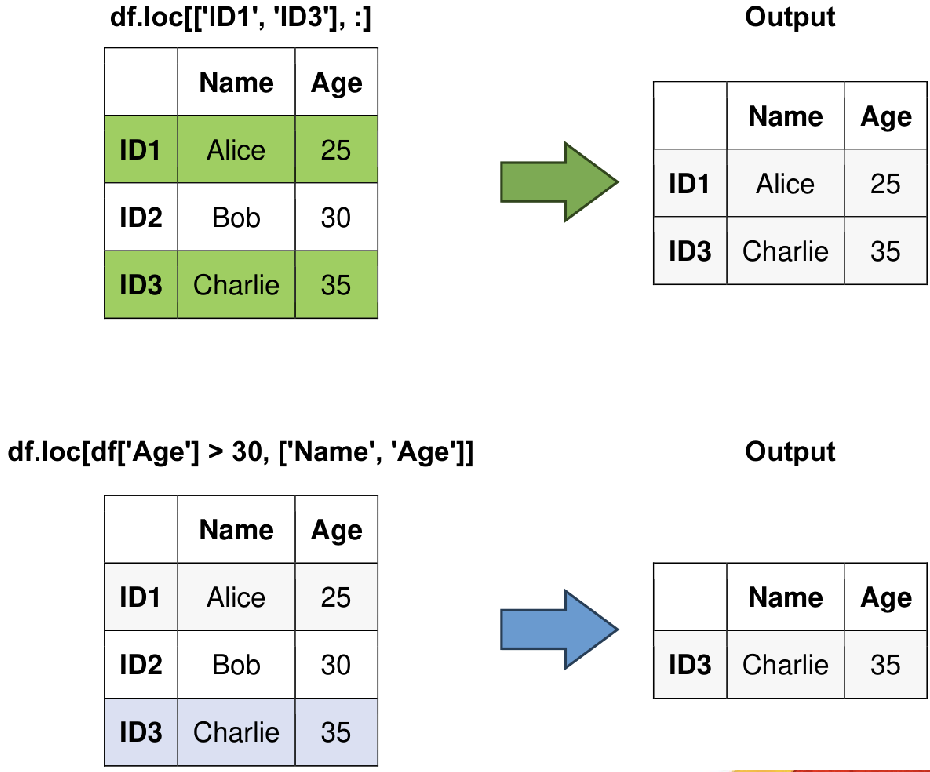 df.loc[['ID1', 'ID3'], :]
Name Age
ID1 Alice 25
ID2 Bob 30
ID3 Charlie 35
Output
Name Age
ID1 Alice 25
ID3 Charlie 35
df.loc[df['Age'] > 30, ['Name', 'Age']]
Name Age
ID1 Alice 25
ID2 Bob 30
ID3 Charlie 35
Output
Name Age
ID3 Charlie 35